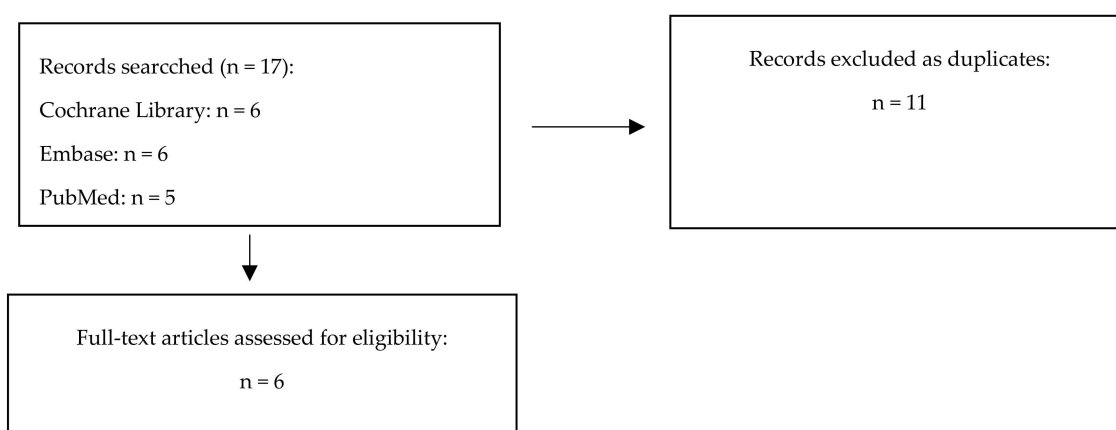 Records searcched (n = 17):
Cochrane Library: n = 6
Embase: n = 6
PubMed: n = 5
Records excluded as duplicates:
n = 11
Full-text articles assessed for eligibility:
n = 6